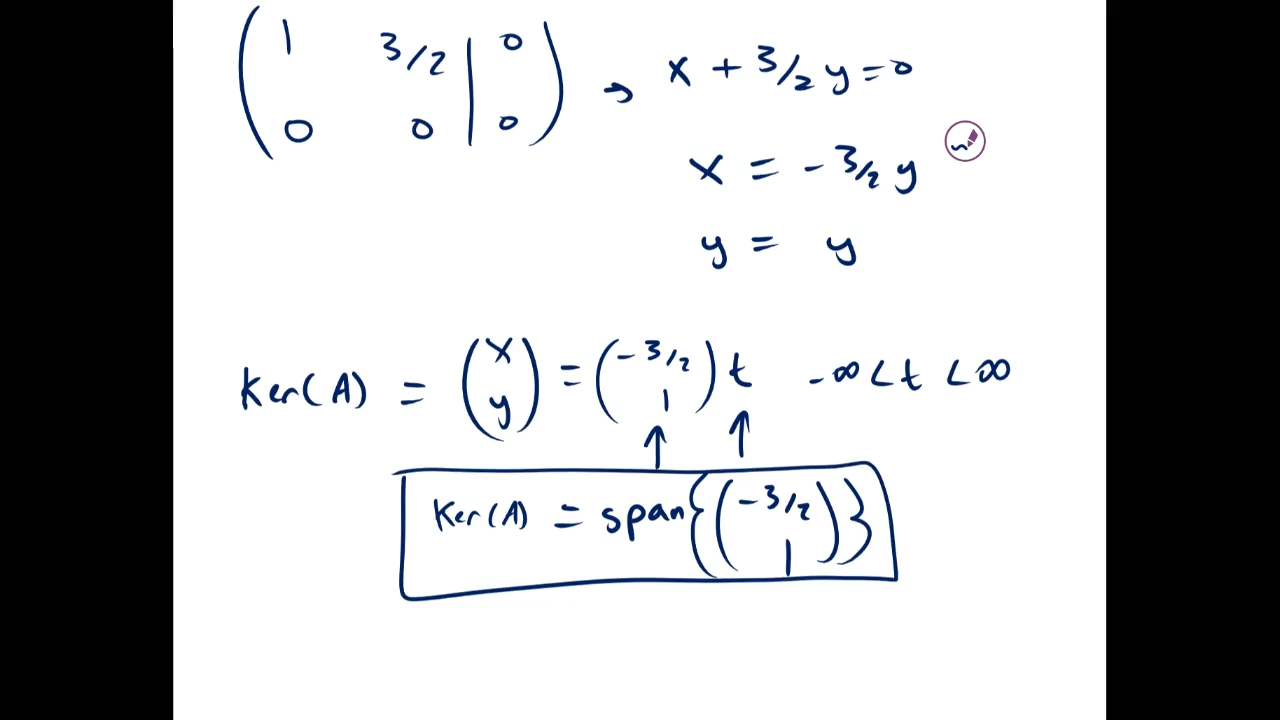 1 3/2 | 0 → x + 3/2 y = 0
0 0 | 0
x = - 3/2 y
y = y
Ker(A) = (x y) = (-3/2 1) t -∞ < t < ∞
Ker(A) = span{(-3/2 1)}